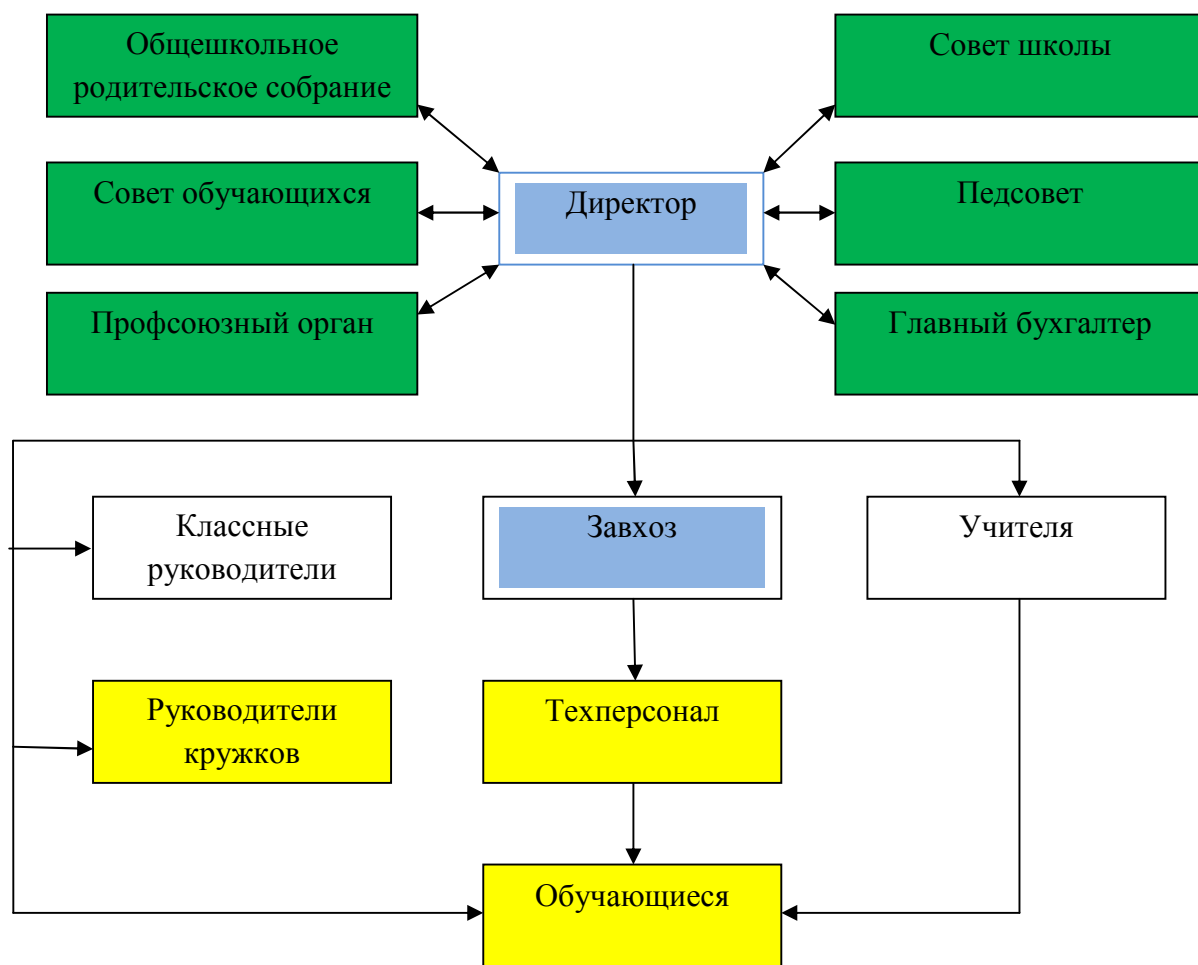 Общешкольное
родительское собрание
Совет школы
Совет обучающихся
Директор
Педсовет
Профсоюзный орган
Главный бухгалтер
Классные
руководители
Завхоз
Учителя
Руководители
кружков
Техперсонал
Обучающиеся